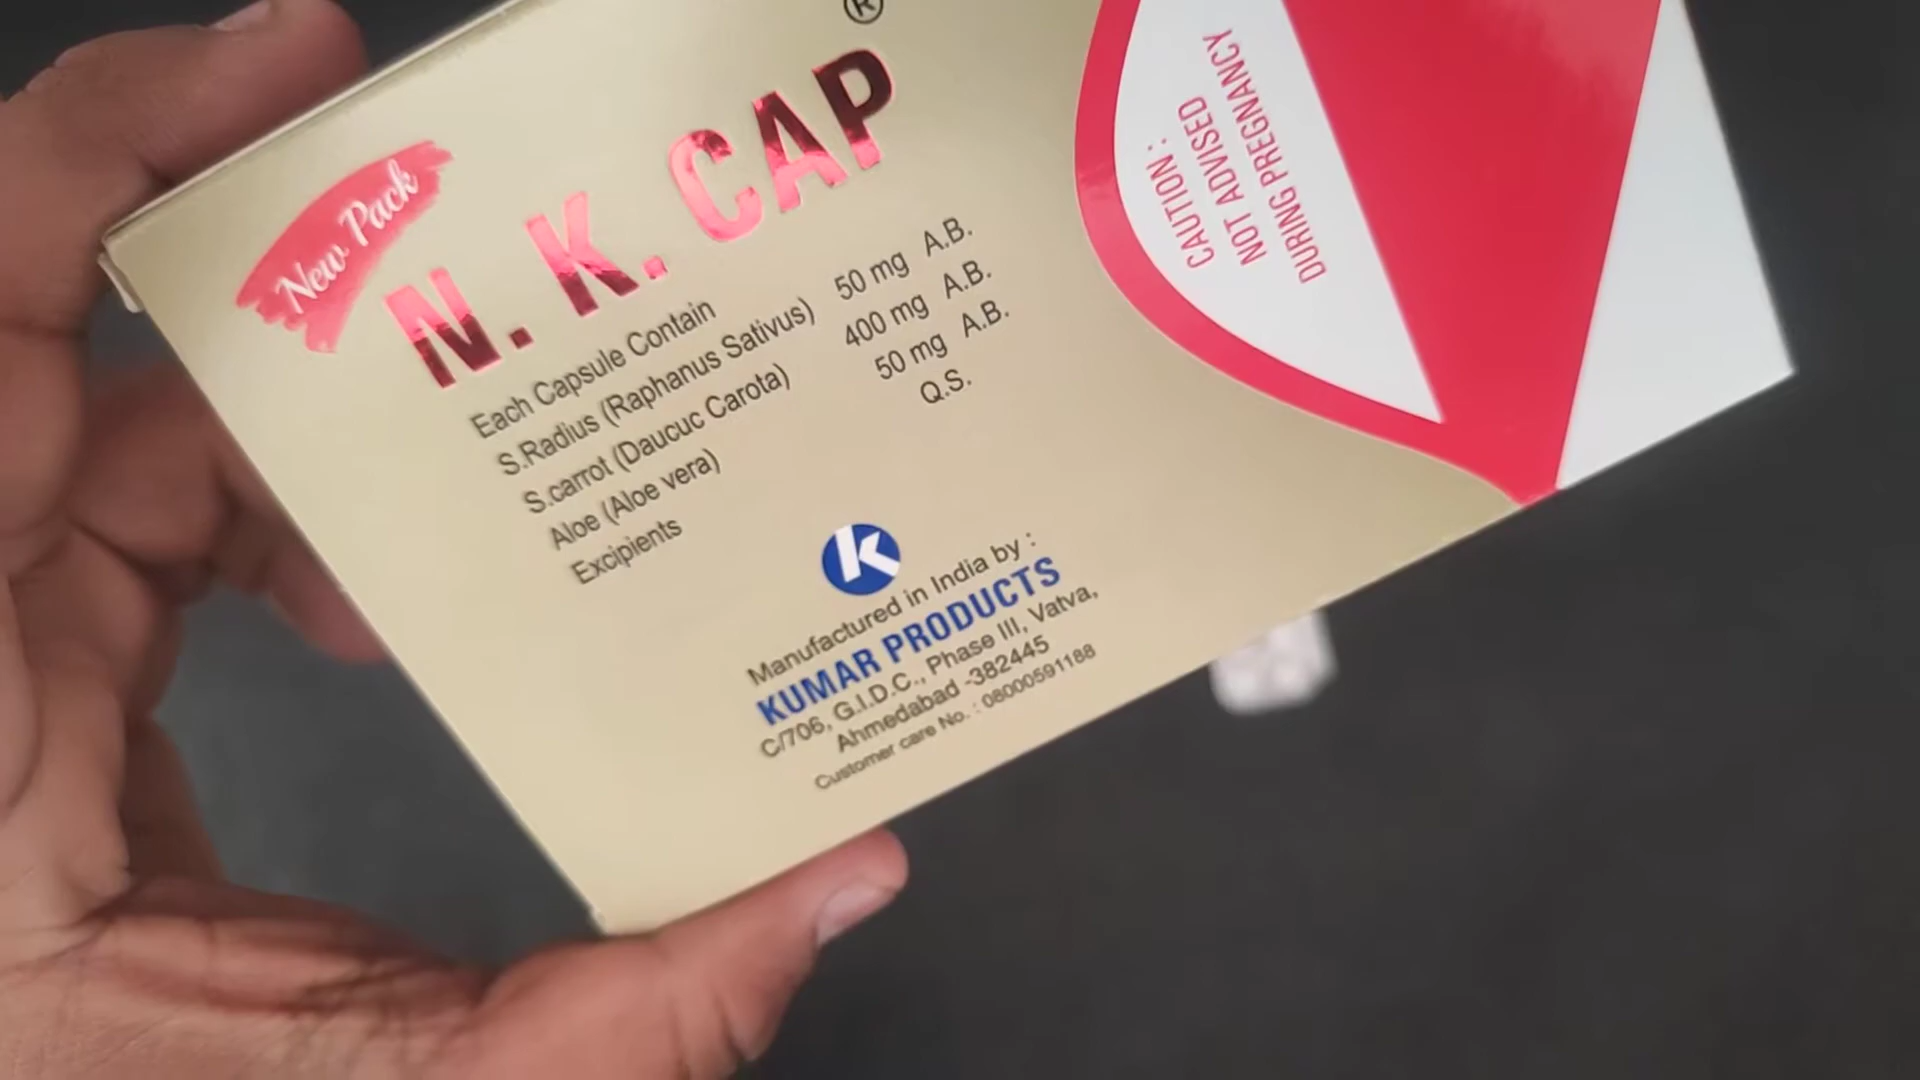 ®
New Pack
N. K. CAP
Each Capsule Contain
S.Radius (Raphanus Sativus) 50 mg A.B.
S.carrot (Daucuc Carota) 400 mg A.B.
Aloe (Aloe vera) 50 mg A.B.
Excipients Q.S.
k
Manufactured in India by :
KUMAR PRODUCTS
C/706, G.I.D.C., Phase III, Vatva,
Ahmedabad -382445
Customer care No. : 08000591188
CAUTION :
NOT ADVISED
DURING PREGNANCY